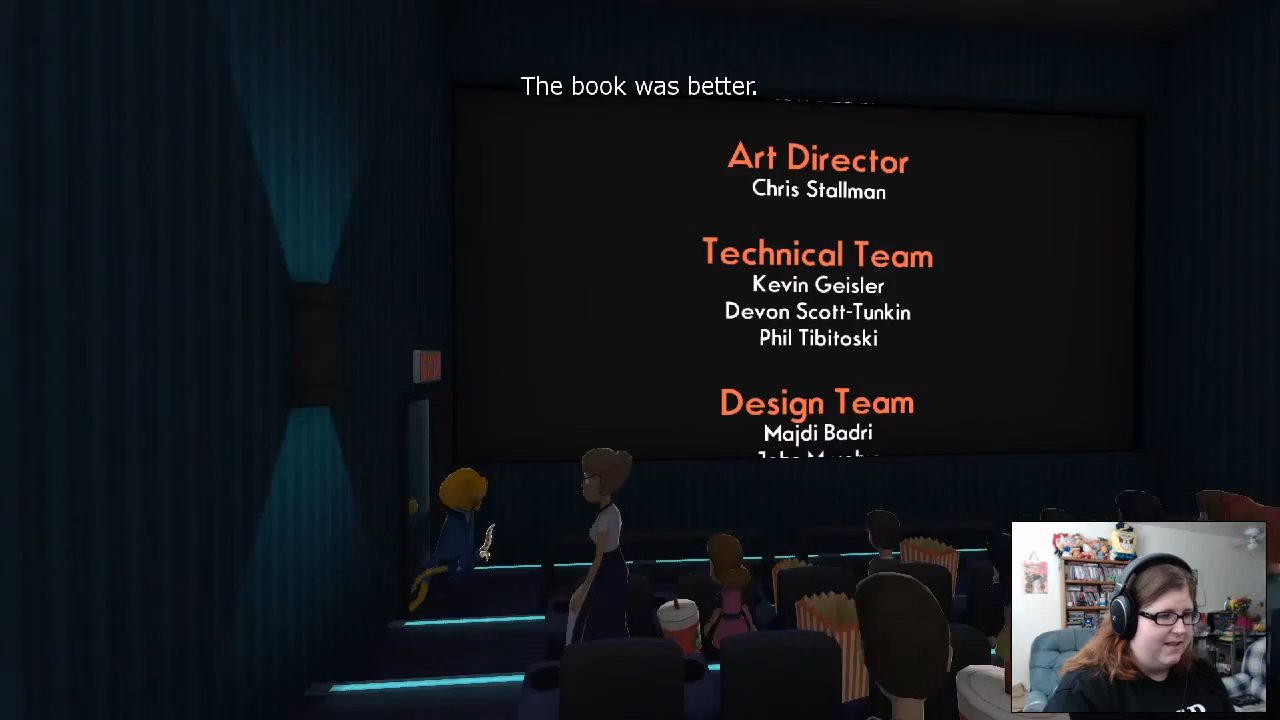 The book was better.
Art Director
Chris Stallman
Technical Team
Kevin Geisler
Devon Scott-Tunkin
Phil Tibitoski
EXIT
Design Team
Majdi Badri